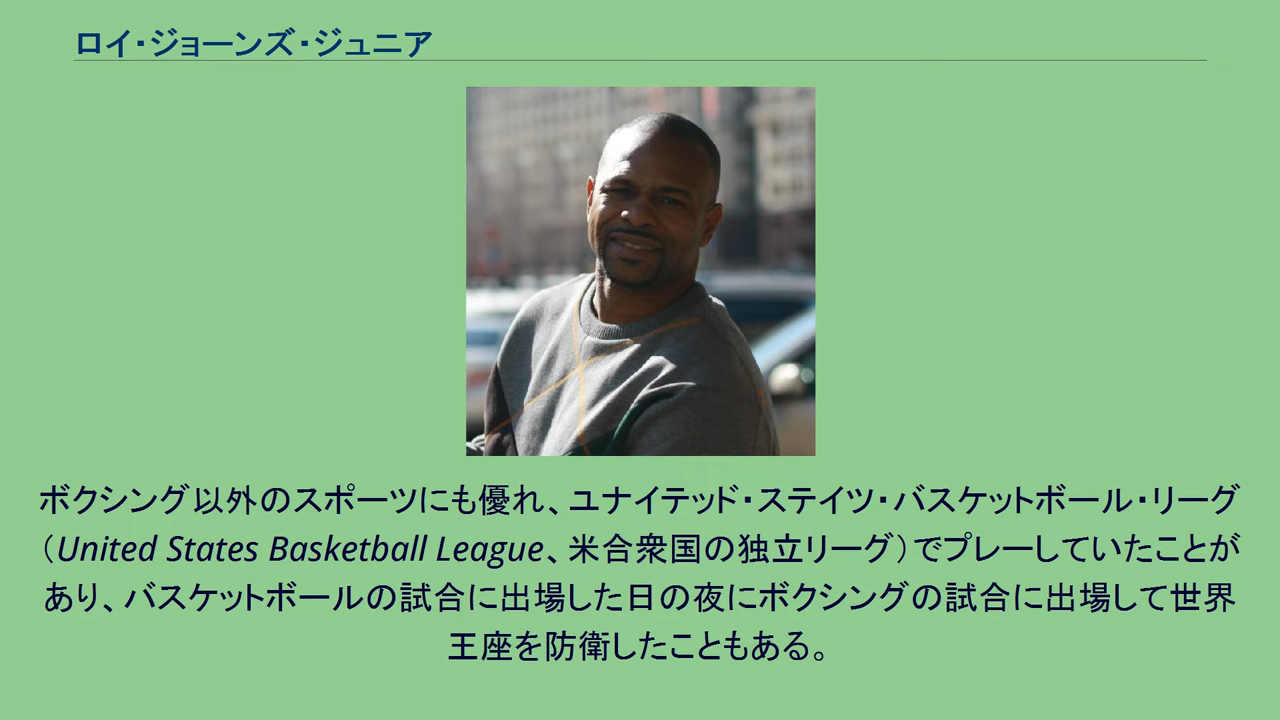 ロイ・ジョーンズ・ジュニア
ボクシング以外のスポーツにも優れ、ユナイテッド・ステイツ・バスケットボール・リーグ
（United States Basketball League、米合衆国の独立リーグ）でプレーしていたことが
あり、バスケットボールの試合に出場した日の夜にボクシングの試合に出場して世界
王座を防衛したこともある。